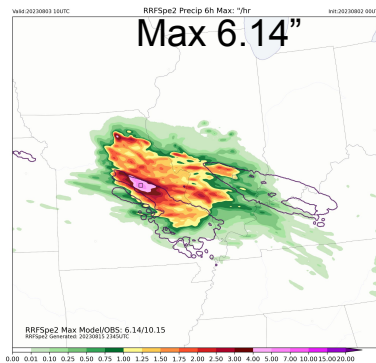 Valid:20230803 10UTC
RRFSpe2 Precip 6h Max: "/hr
Init:20230802 00U
Max 6.14”
RRFSpe2 Max Model/OBS: 6.14/10.15
RRFSpe2 Generated: 20230815 2345UTC
0.00 0.01 0.10 0.25 0.50 0.75 1.00 1.25 1.50 1.75 2.00 2.50 3.00 4.00 5.00 7.00 10.00 15.00 20.00